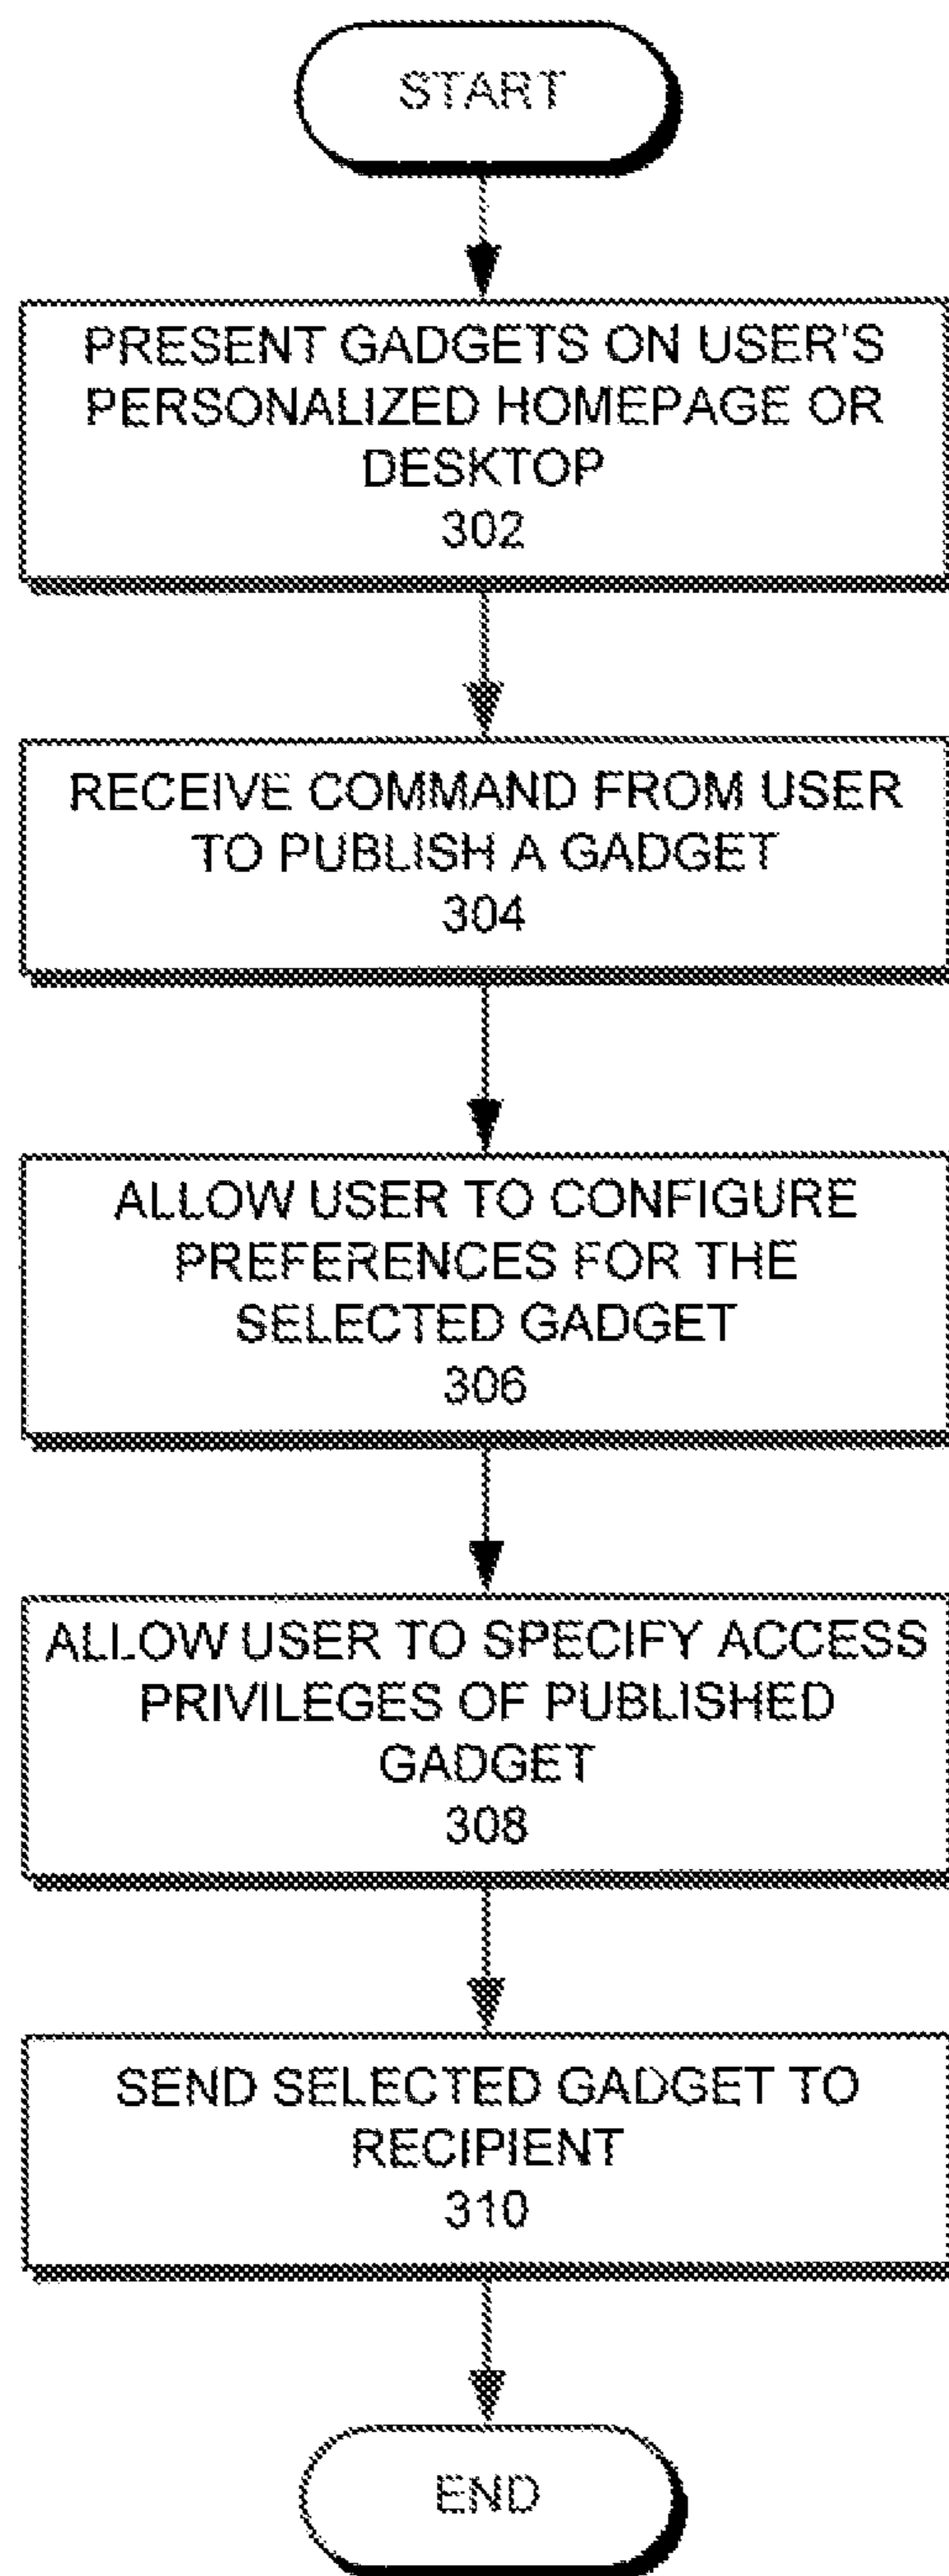 START
PRESENT GADGETS ON USER'S
PERSONALIZED HOMEPAGE OR
DESKTOP
302
RECEIVE COMMAND FROM USER
TO PUBLISH A GADGET
304
ALLOW USER TO CONFIGURE
PREFERENCES FOR THE
SELECTED GADGET
306
ALLOW USER TO SPECIFY ACCESS
PRIVILEGES OF PUBLISHED
GADGET
308
SEND SELECTED GADGET TO
RECIPIENT
310
END